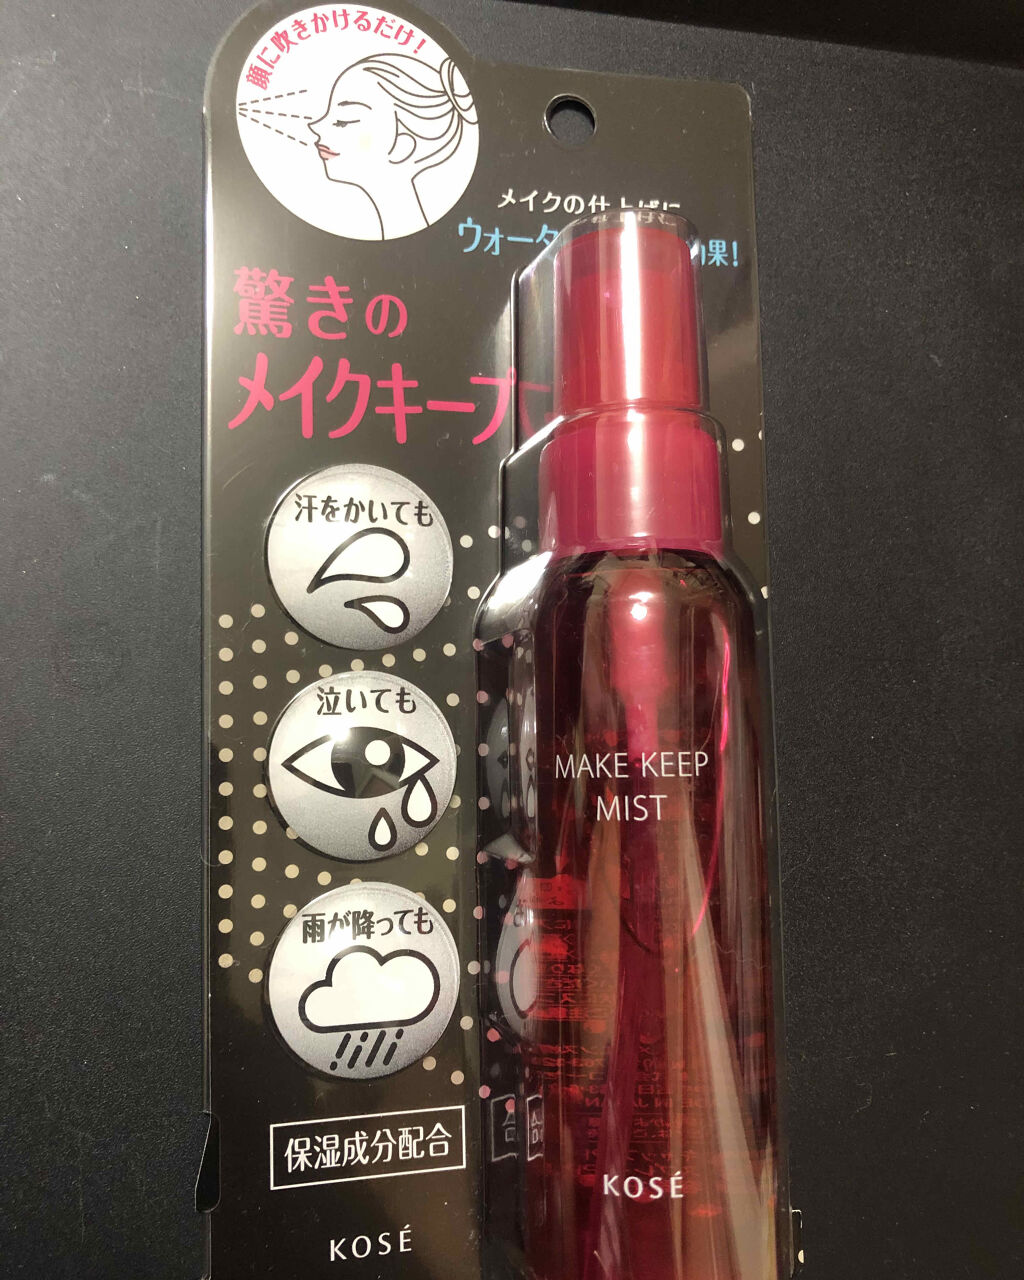 顔に吹きかけるだけ!
メイクの仕上げに
ウォータ 果!
驚きの
メイクキープ
汗をかいても
泣いても
雨が降っても
MAKE KEEP
MIST
保湿成分配合
KOSÉ
KOSÉ